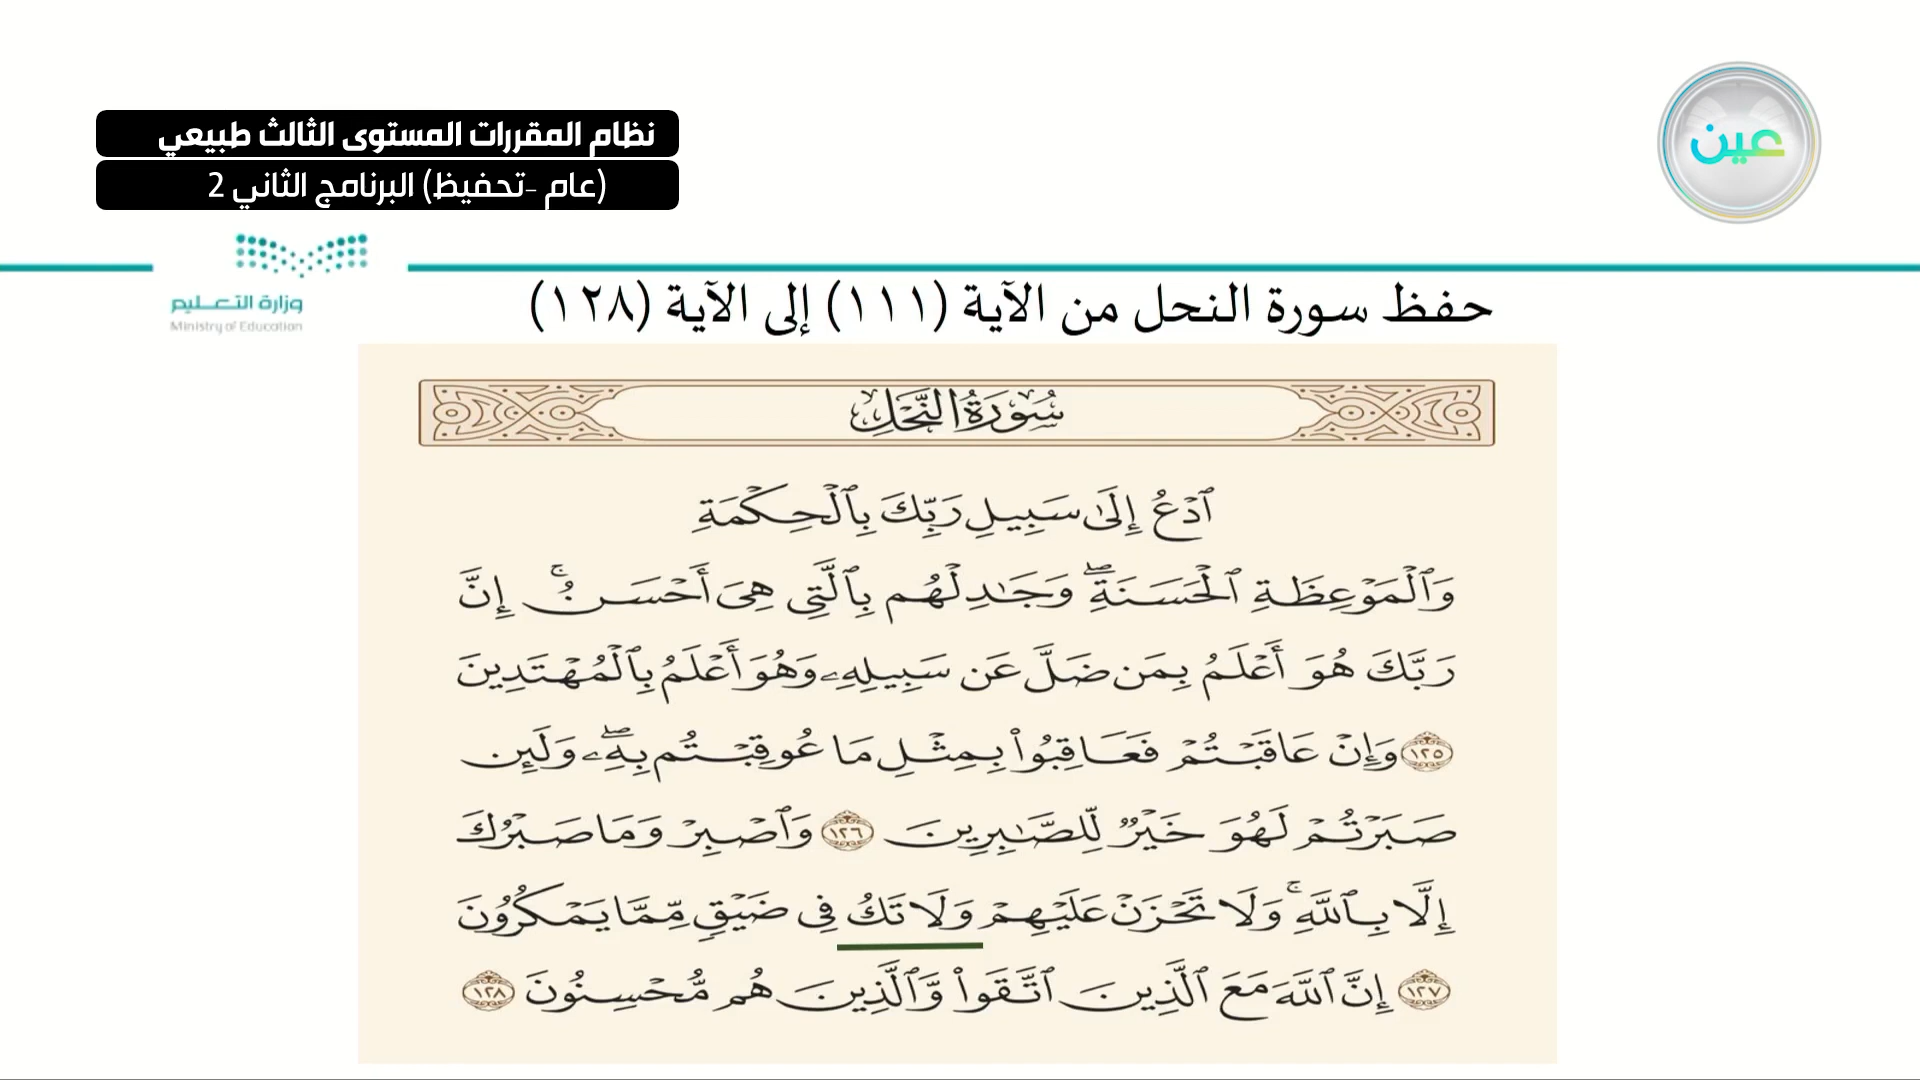 نظام المقررات المستوى الثالث طبيعي
(عام -تحفيظ) البرنامج الثاني 2
عين
وزارة التعليم
Ministry of Education
حفظ سورة النحل من الآية (١١١) إلى الآية (١٢٨)
سُورَةُ النَّحۡلِ
ٱدۡعُ إِلَىٰ سَبِيلِ رَبِّكَ بِٱلۡحِكۡمَةِ
وَٱلۡمَوۡعِظَةِ ٱلۡحَسَنَةِۖ وَجَٰدِلۡهُم بِٱلَّتِي هِيَ أَحۡسَنُۚ إِنَّ
رَبَّكَ هُوَ أَعۡلَمُ بِمَن ضَلَّ عَن سَبِيلِهِۦ وَهُوَ أَعۡلَمُ بِٱلۡمُهۡتَدِينَ
١٢٥ وَإِنۡ عَاقَبۡتُمۡ فَعَاقِبُواْ بِمِثۡلِ مَا عُوقِبۡتُم بِهِۦۖ وَلَئِن
صَبَرۡتُمۡ لَهُوَ خَيۡرٞ لِّلصَّٰبِرِينَ ١٢٦ وَٱصۡبِرۡ وَمَا صَبۡرُكَ
إِلَّا بِٱللَّهِۚ وَلَا تَحۡزَنۡ عَلَيۡهِمۡ وَلَا تَكُ فِي ضَيۡقٖ مِّمَّا يَمۡكُرُونَ
١٢٧ إِنَّ ٱللَّهَ مَعَ ٱلَّذِينَ ٱتَّقَواْ وَّٱلَّذِينَ هُم مُّحۡسِنُونَ ١٢٨